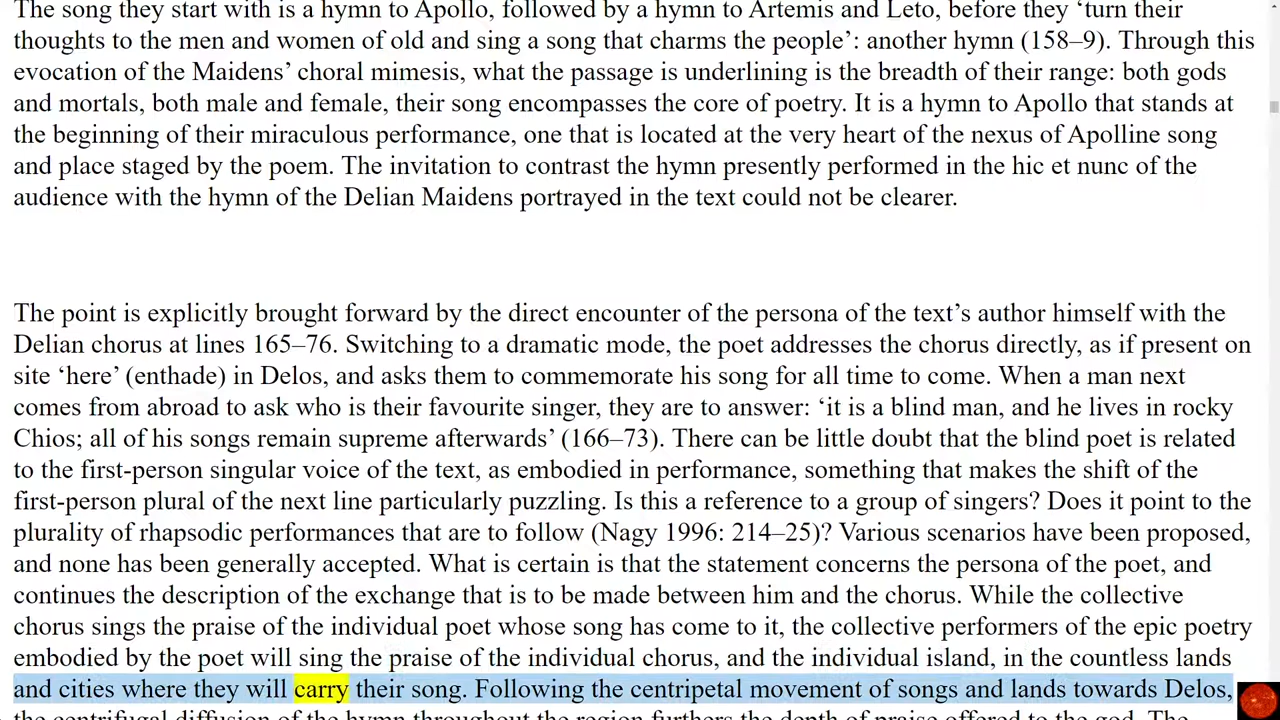 The song they start with is a hymn to Apollo, followed by a hymn to Artemis and Leto, before they ‘turn their
thoughts to the men and women of old and sing a song that charms the people’: another hymn (158–9). Through this
evocation of the Maidens’ choral mimesis, what the passage is underlining is the breadth of their range: both gods
and mortals, both male and female, their song encompasses the core of poetry. It is a hymn to Apollo that stands at
the beginning of their miraculous performance, one that is located at the very heart of the nexus of Apolline song
and place staged by the poem. The invitation to contrast the hymn presently performed in the hic et nunc of the
audience with the hymn of the Delian Maidens portrayed in the text could not be clearer.
The point is explicitly brought forward by the direct encounter of the persona of the text’s author himself with the
Delian chorus at lines 165–76. Switching to a dramatic mode, the poet addresses the chorus directly, as if present on
site ‘here’ (enthade) in Delos, and asks them to commemorate his song for all time to come. When a man next
comes from abroad to ask who is their favourite singer, they are to answer: ‘it is a blind man, and he lives in rocky
Chios; all of his songs remain supreme afterwards’ (166–73). There can be little doubt that the blind poet is related
to the first-person singular voice of the text, as embodied in performance, something that makes the shift of the
first-person plural of the next line particularly puzzling. Is this a reference to a group of singers? Does it point to the
plurality of rhapsodic performances that are to follow (Nagy 1996: 214–25)? Various scenarios have been proposed,
and none has been generally accepted. What is certain is that the statement concerns the persona of the poet, and
continues the description of the exchange that is to be made between him and the chorus. While the collective
chorus sings the praise of the individual poet whose song has come to it, the collective performers of the epic poetry
embodied by the poet will sing the praise of the individual chorus, and the individual island, in the countless lands
and cities where they will carry their song. Following the centripetal movement of songs and lands towards Delos,
the centrifugal diffusion of the hymn throughout the region furthers the depth of praise offered to the god. The